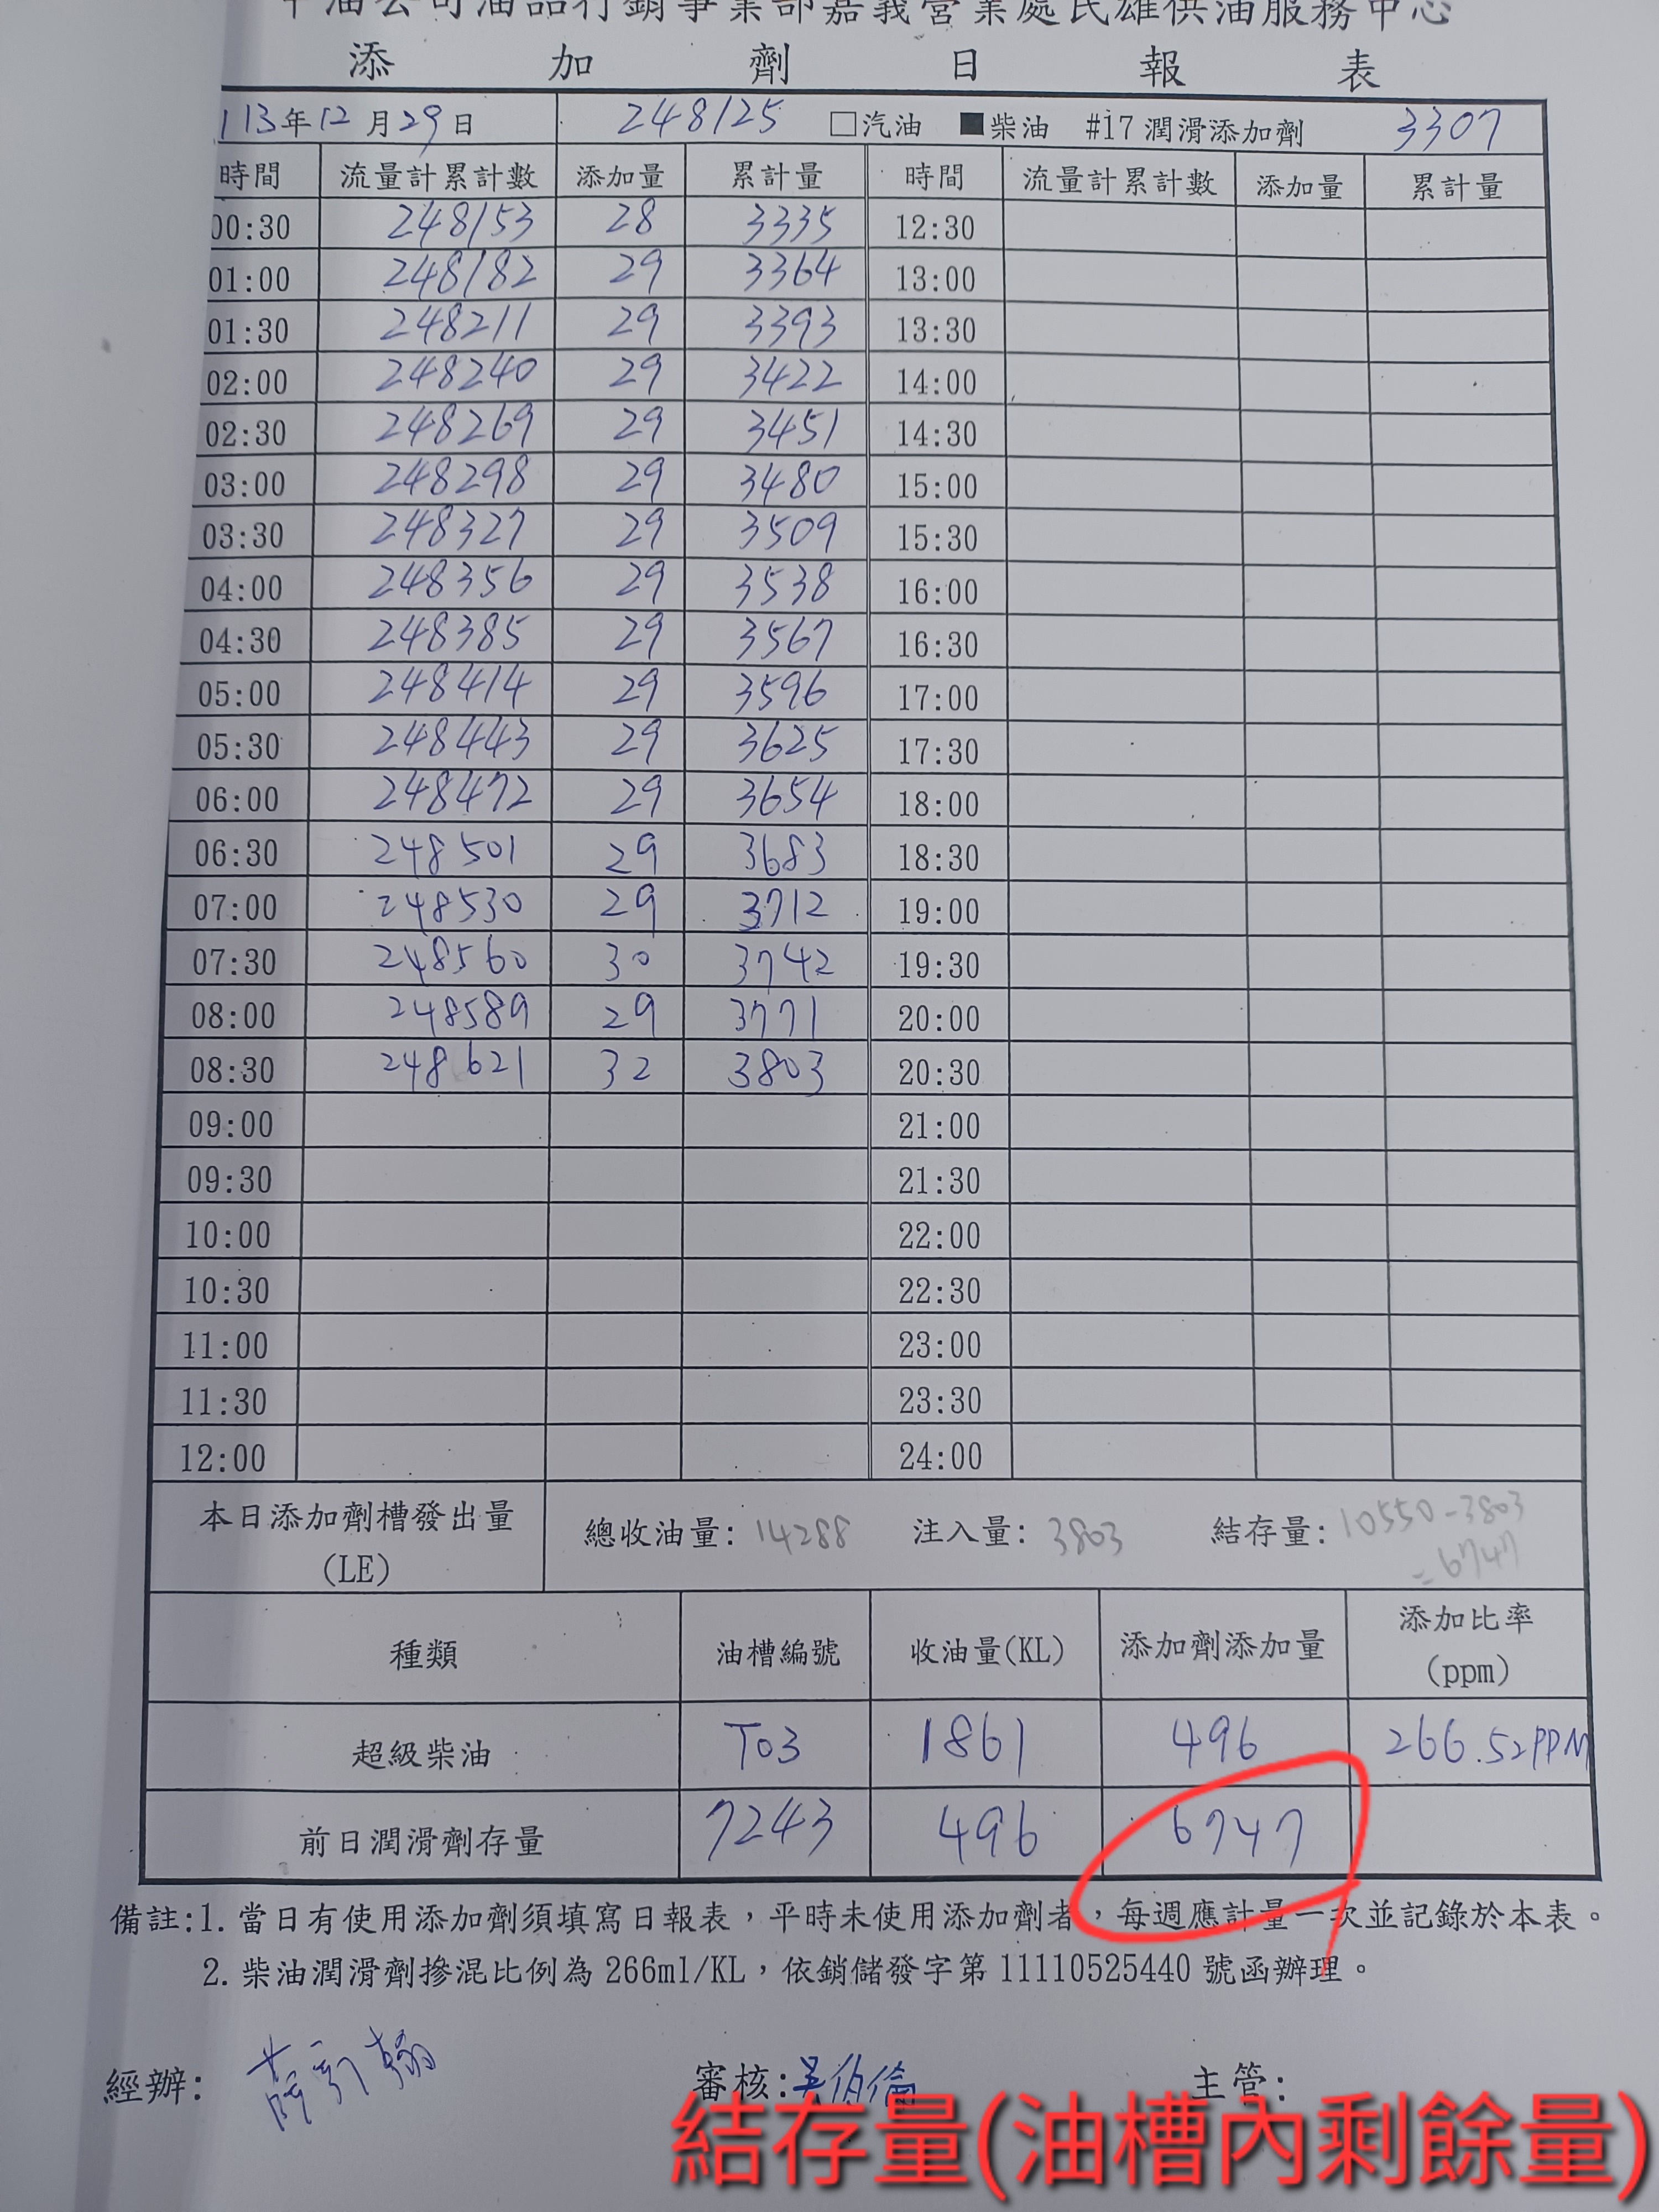 中油公司油品行銷事業部嘉義營業處民雄供油服務中心
添加劑日報表
113年12月29日 248125 □汽油 ■柴油 #17潤滑添加劑 3307
時間 流量計累計數 添加量 累計量 時間 流量計累計數 添加量 累計量
00:30 248153 28 3335 12:30
01:00 248182 29 3364 13:00
01:30 248211 29 3393 13:30
02:00 248240 29 3422 14:00
02:30 248269 29 3451 14:30
03:00 248298 29 3480 15:00
03:30 248327 29 3509 15:30
04:00 248356 29 3538 16:00
04:30 248385 29 3567 16:30
05:00 248414 29 3596 17:00
05:30 248443 29 3625 17:30
06:00 248472 29 3654 18:00
06:30 248501 29 3683 18:30
07:00 248530 29 3712 19:00
07:30 248560 30 3742 19:30
08:00 248589 29 3771 20:00
08:30 248621 32 3803 20:30
09:00 21:00
09:30 21:30
10:00 22:00
10:30 22:30
11:00 23:00
11:30 23:30
12:00 24:00
本日添加劑槽發出量
(LE)
總收油量: 14288 注入量: 3803 結存量: 10550-3803
=6747
種類 油槽編號 收油量(KL) 添加劑添加量 添加比率
(ppm)
超級柴油 T03 1861 496 266.52PPM
前日潤滑劑存量 7243 496 6747
備註:1.當日有使用添加劑須填寫日報表，平時未使用添加劑者，每週應計量一次並記錄於本表。
2.柴油潤滑劑摻混比例為266ml/KL，依銷儲發字第11110525440號函辦理。
經辦: 審核: 主管:
結存量(油槽內剩餘量)